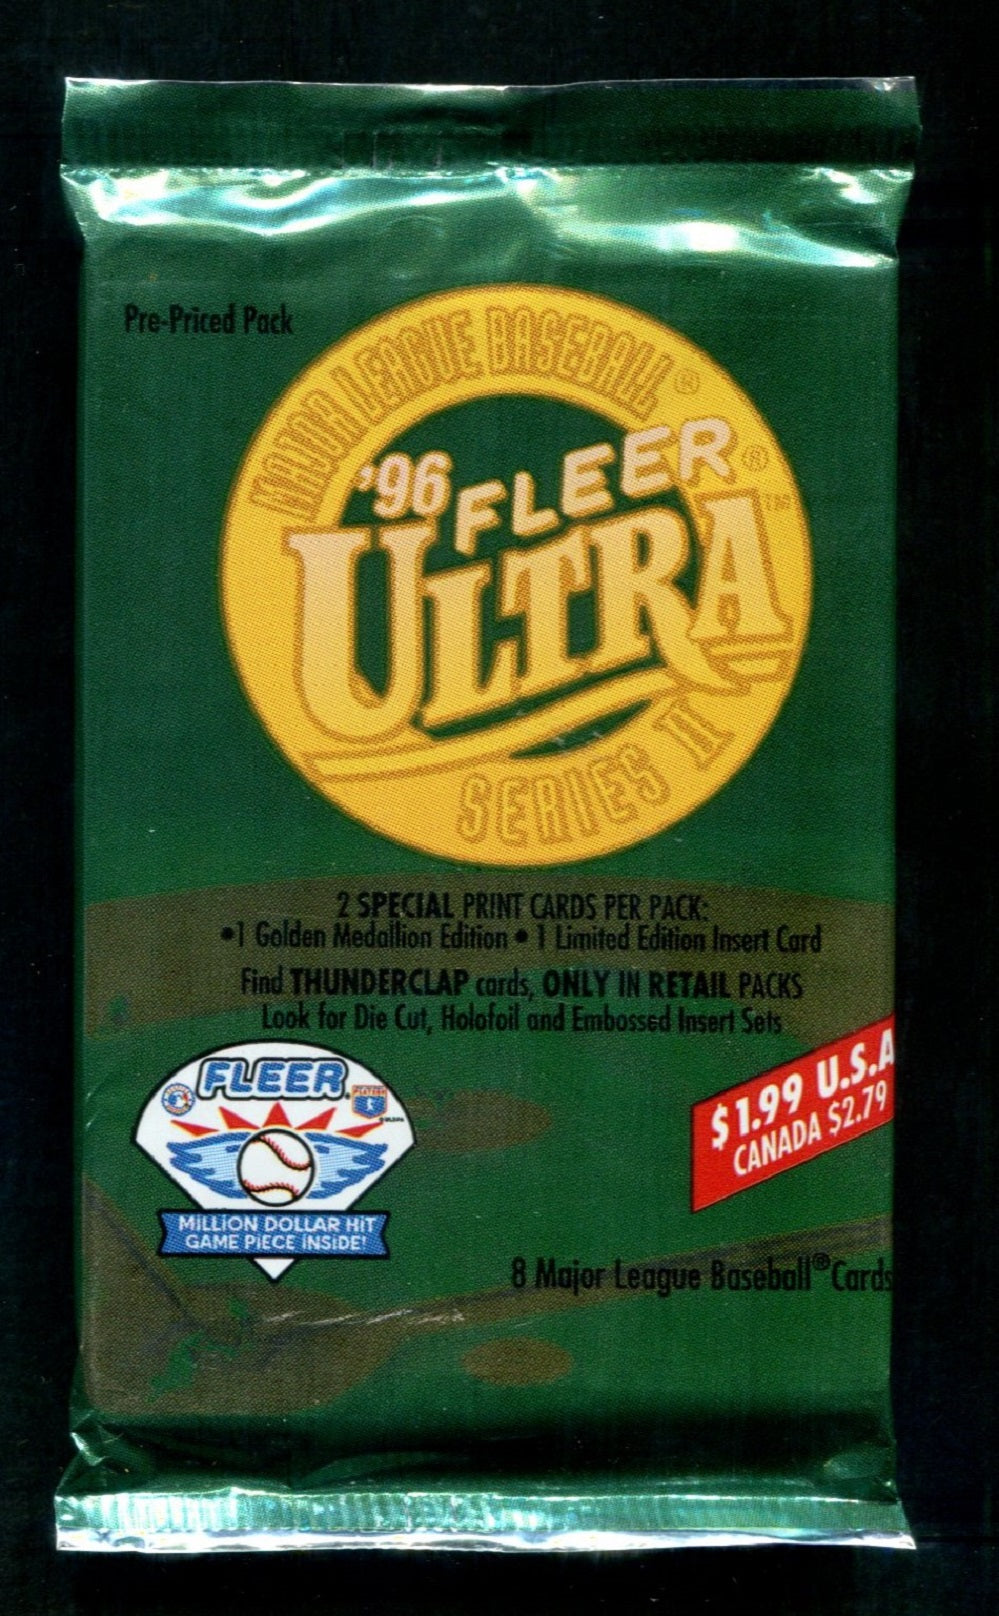 Pre-Priced Pack
MAJOR LEAGUE BASEBALL®
'96 FLEER®
ULTRA™
SERIES II
2 SPECIAL PRINT CARDS PER PACK:
•1 Golden Medallion Edition • 1 Limited Edition Insert Card
Find THUNDERCLAP cards, ONLY IN RETAIL PACKS
Look for Die Cut, Holofoil and Embossed Insert Sets
FLEER®
MILLION DOLLAR HIT
GAME PIECE INSIDE!
$1.99 U.S.A
CANADA $2.79
8 Major League Baseball® Cards